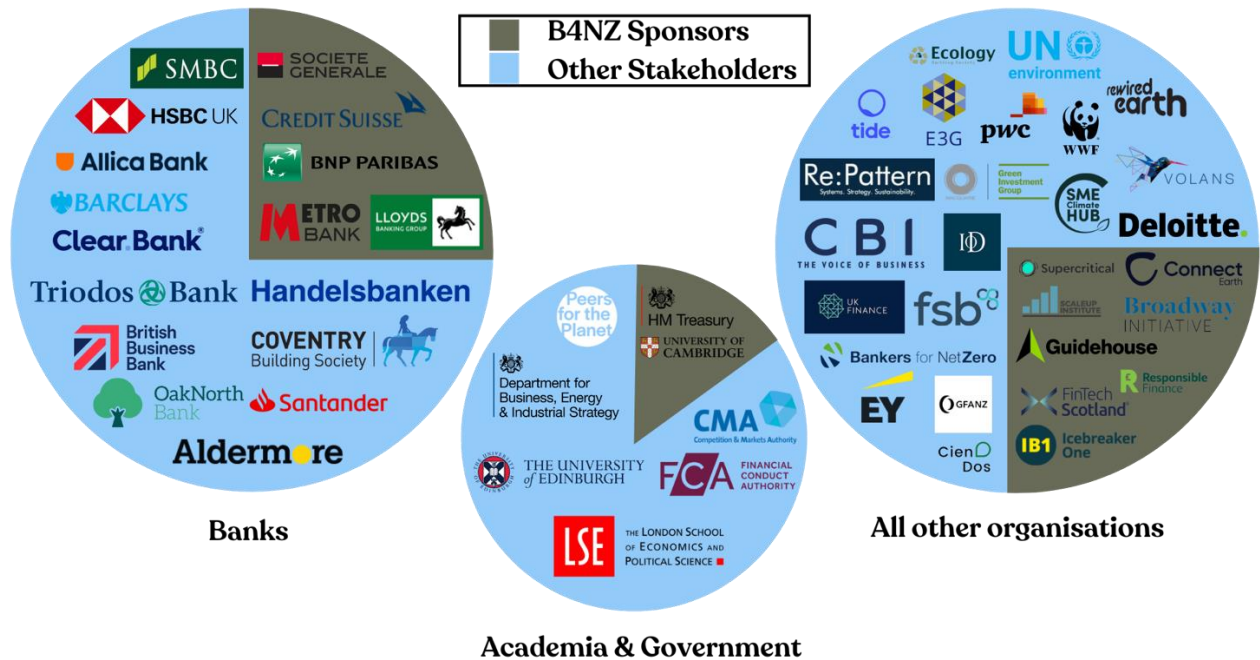 B4NZ Sponsors
Other Stakeholders
SMBC
SOCIETE
GENERALE
HSBC UK
CREDIT SUISSE
Allica Bank
BNP PARIBAS
BARCLAYS
METRO
BANK
LLOYDS
BANKING GROUP
Clear.Bank®
Triodos Bank
Handelsbanken
British
Business
Bank
COVENTRY
Building Society
OakNorth
Bank
Santander
Aldermore
Banks
Peers
for the
Planet
HM Treasury
UNIVERSITY OF
CAMBRIDGE
Department for
Business, Energy
& Industrial Strategy
CMA
Competition & Markets Authority
THE UNIVERSITY
of EDINBURGH
FCA
FINANCIAL
CONDUCT
AUTHORITY
LSE
THE LONDON SCHOOL
OF ECONOMICS AND
POLITICAL SCIENCE
Academia & Government
Ecology
UN
environment
tide
E3G
pwc
WWF
rewired
earth
Re:Pattern
Systems. Strategy. Sustainability.
Green
Investment
Group
SME
Climate
HUB
VOLANS
CBI
THE VOICE OF BUSINESS
IOD
Deloitte.
UK
FINANCE
fsb
Supercritical
Connect
Earth
SCALEUP
INSTITUTE
Broadway
INITIATIVE
Bankers for NetZero
Guidehouse
EY
GFANZ
FinTech
Scotland
Responsible
Finance
Cien
Dos
IB1
Icebreaker
One
All other organisations